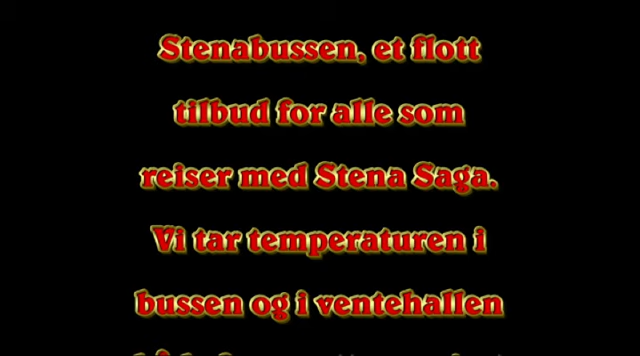 Stenabussen, et flott
tilbud for alle som
reiser med Stena Saga.
Vi tar temperaturen i
bussen og i ventehallen